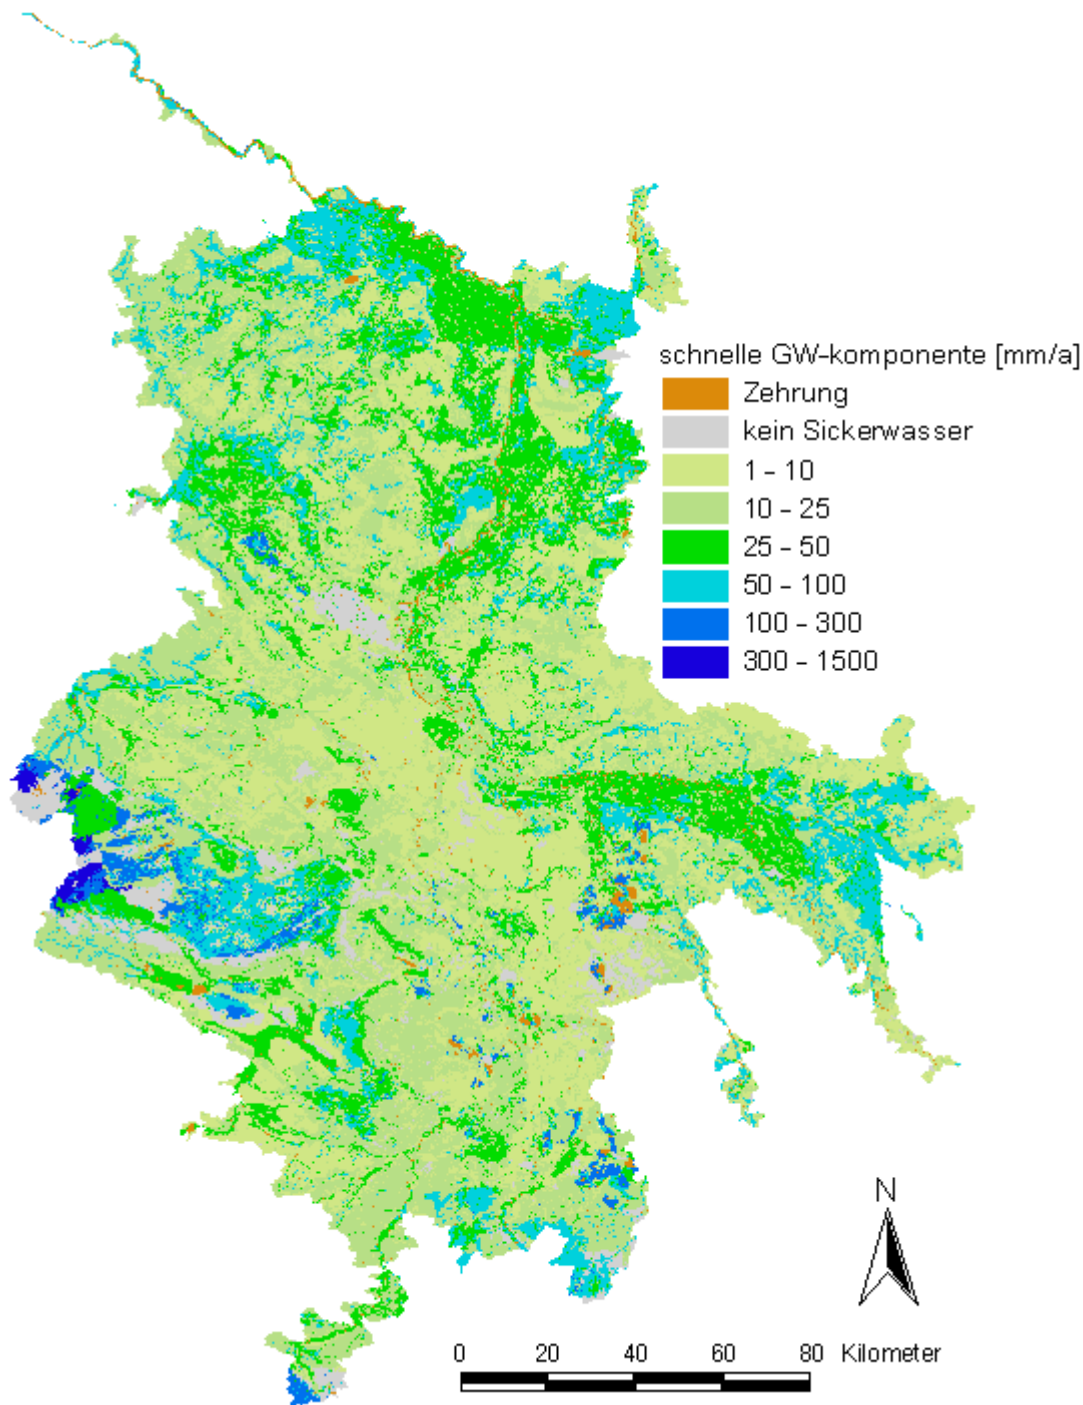 schnelle GW-komponente [mm/a]
Zehrung
kein Sickerwasser
1 - 10
10 - 25
25 - 50
50 - 100
100 - 300
300 - 1500
N
0 20 40 60 80 Kilometer